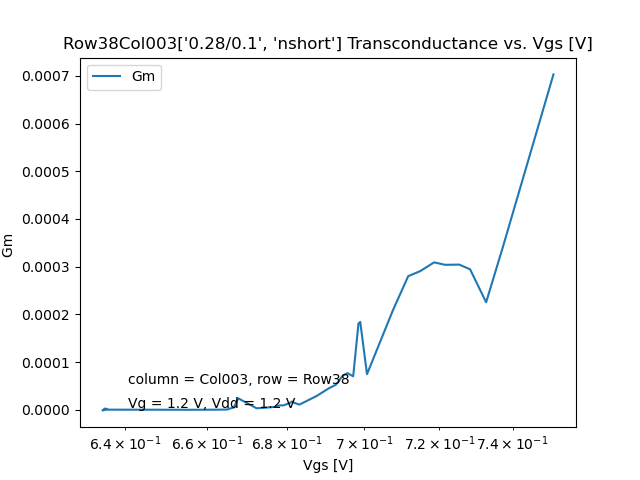 Row38Col003['0.28/0.1', 'nshort'] Transconductance vs. Vgs [V]
Gm
0.0007
0.0006
0.0005
0.0004
0.0003
0.0002
0.0001
0.0000
Gm
column = Col003, row = Row38
Vg = 1.2 V, Vdd = 1.2 V
6.4 × 10⁻¹ 6.6 × 10⁻¹ 6.8 × 10⁻¹ 7 × 10⁻¹ 7.2 × 10⁻¹ 7.4 × 10⁻¹
Vgs [V]